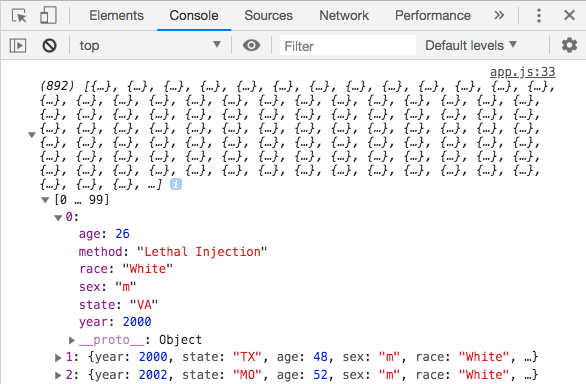 Elements Console Sources Network Performance »
top Filter Default levels
app.js:33
(892) [{…}, {…}, {…}, {…}, {…}, {…}, {…}, {…}, {…}, {…}, {…}, {…}, {…},
{…}, {…}, {…}, {…}, {…}, {…}, {…}, {…}, {…}, {…}, {…}, {…}, {…}, {…},
{…}, {…}, {…}, {…}, {…}, {…}, {…}, {…}, {…}, {…}, {…}, {…}, {…}, {…},
{…}, {…}, {…}, {…}, {…}, {…}, {…}, {…}, {…}, {…}, {…}, {…}, {…}, {…},
{…}, {…}, {…}, {…}, {…}, {…}, {…}, {…}, {…}, {…}, {…}, {…}, {…}, {…},
{…}, {…}, {…}, {…}, {…}, {…}, {…}, {…}, {…}, {…}, {…}, {…}, {…}, {…},
{…}, {…}, {…}, {…}, {…}, {…}, {…}, {…}, {…}, {…}, {…}, {…}, {…}, {…},
{…}, {…}, {…}, …] i
[0 … 99]
0:
age: 26
method: "Lethal Injection"
race: "White"
sex: "m"
state: "VA"
year: 2000
__proto__: Object
1: {year: 2000, state: "TX", age: 48, sex: "m", race: "White", …}
2: {year: 2002, state: "MO", age: 52, sex: "m", race: "White", …}